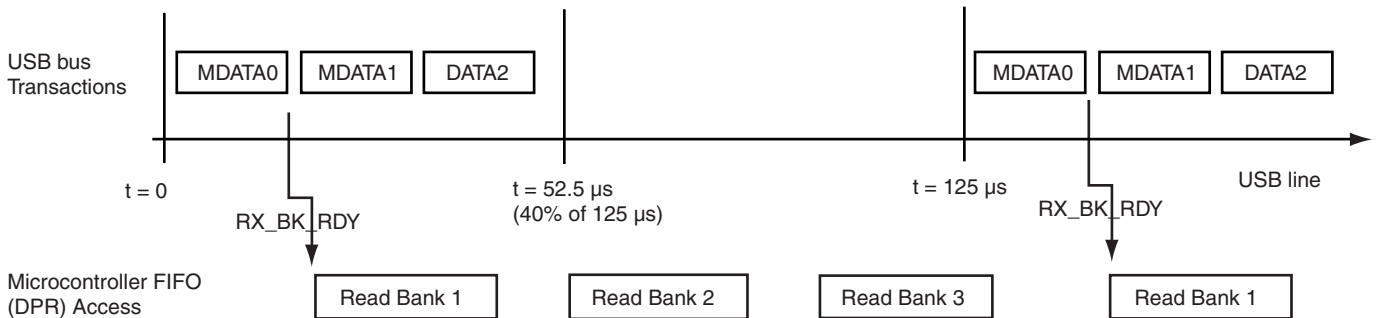 USB bus
Transactions
MDATA0
MDATA1
DATA2
MDATA0
MDATA1
DATA2
t = 0
t = 52.5 µs
(40% of 125 µs)
t = 125 µs
USB line
RX_BK_RDY
RX_BK_RDY
Microcontroller FIFO
(DPR) Access
Read Bank 1
Read Bank 2
Read Bank 3
Read Bank 1